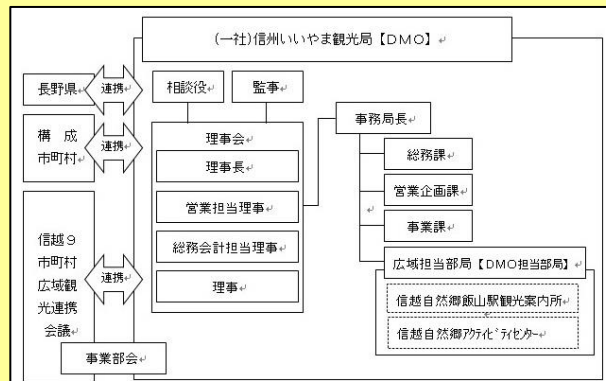 (一社)信州いいやま観光局【DMO】
長野県
連携
相談役
監事
事務局長
構成
市町村
連携
理事会
理事長
営業担当理事
総務会計担当理事
理事
総務課
営業企画課
事業課
信越9
市町村
広域観
光連携
会議
連携
広域担当部局【DMO担当部局】
信越自然郷飯山駅観光案内所
信越自然郷アクティビティセンター
事業部会